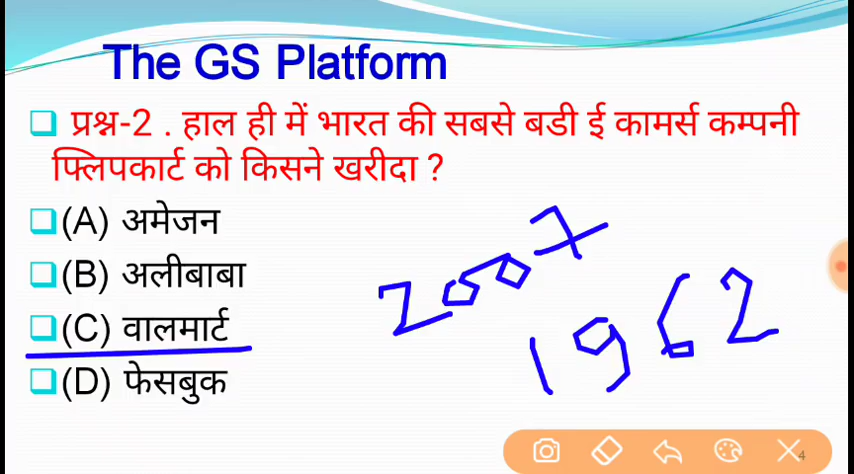 The GS Platform
प्रश्न-2 . हाल ही में भारत की सबसे बडी ई कामर्स कम्पनी
फ्लिपकार्ट को किसने खरीदा ?
(A) अमेजन
(B) अलीबाबा
(C) वालमार्ट
(D) फेसबुक
2007
1962
4